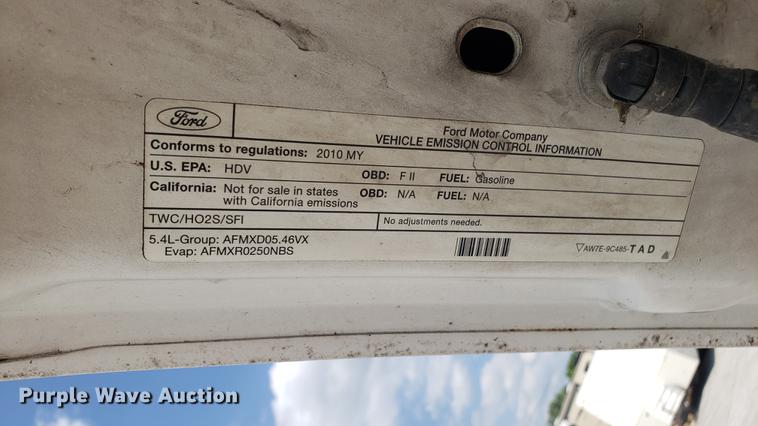 Ford
Ford Motor Company
VEHICLE EMISSION CONTROL INFORMATION
Conforms to regulations: 2010 MY
U.S. EPA: HDV OBD: F II FUEL: Gasoline
California: Not for sale in states with California emissions OBD: N/A FUEL: N/A
TWC/HO2S/SFI No adjustments needed.
5.4L-Group: AFMXD05.46VX
Evap: AFMXR0250NBS
AW7E-9C485-TAD
Purple Wave Auction